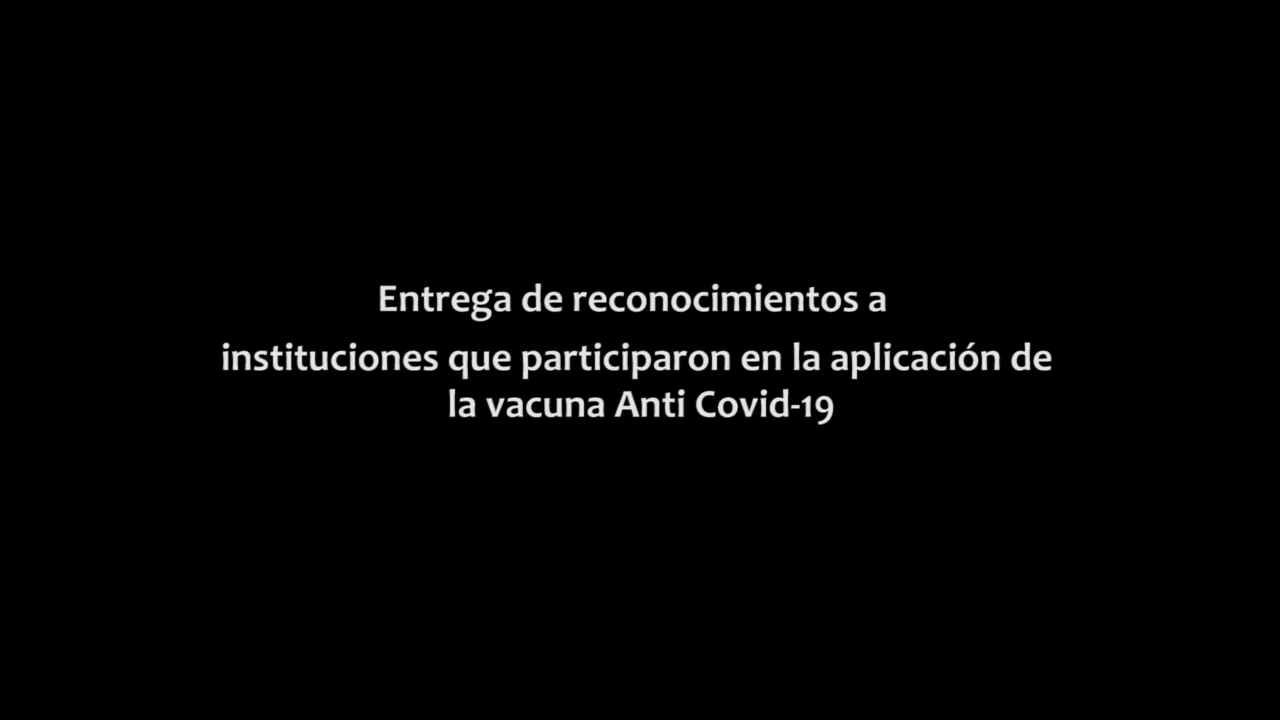 Entrega de reconocimientos a
instituciones que participaron en la aplicación de
la vacuna Anti Covid-19